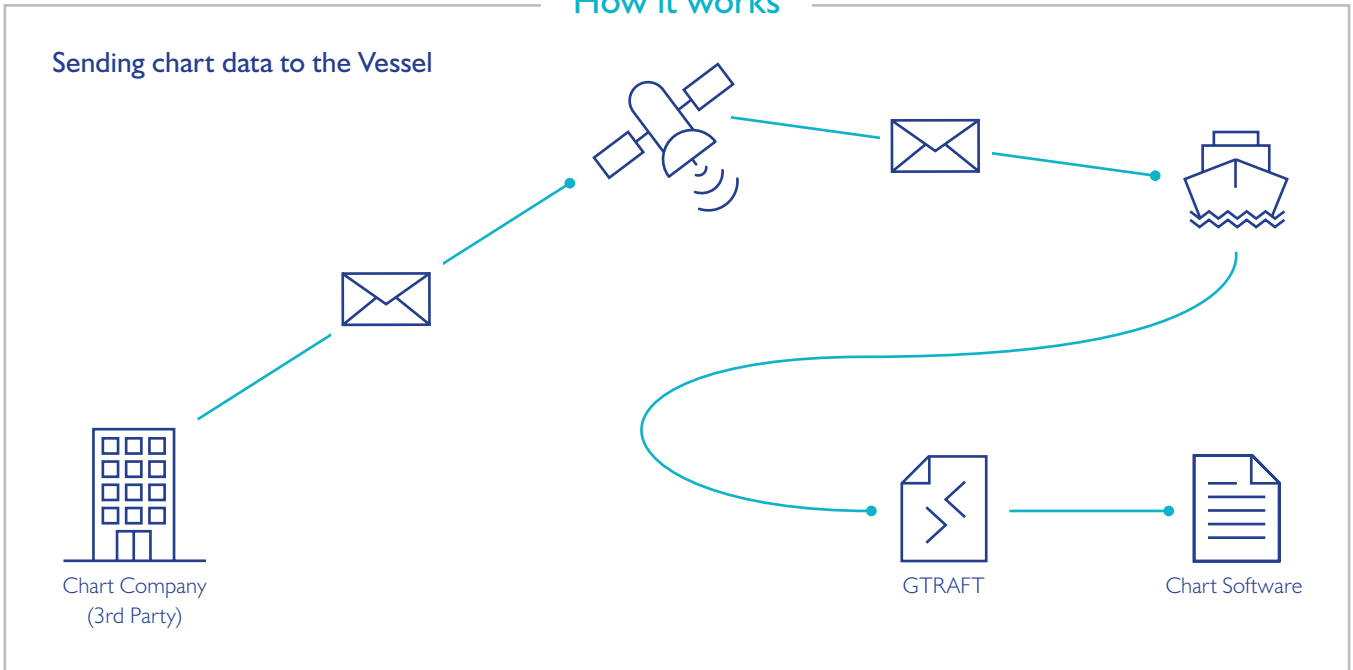 How it works
Sending chart data to the Vessel
Chart Company
(3rd Party)
GTRAFT
Chart Software